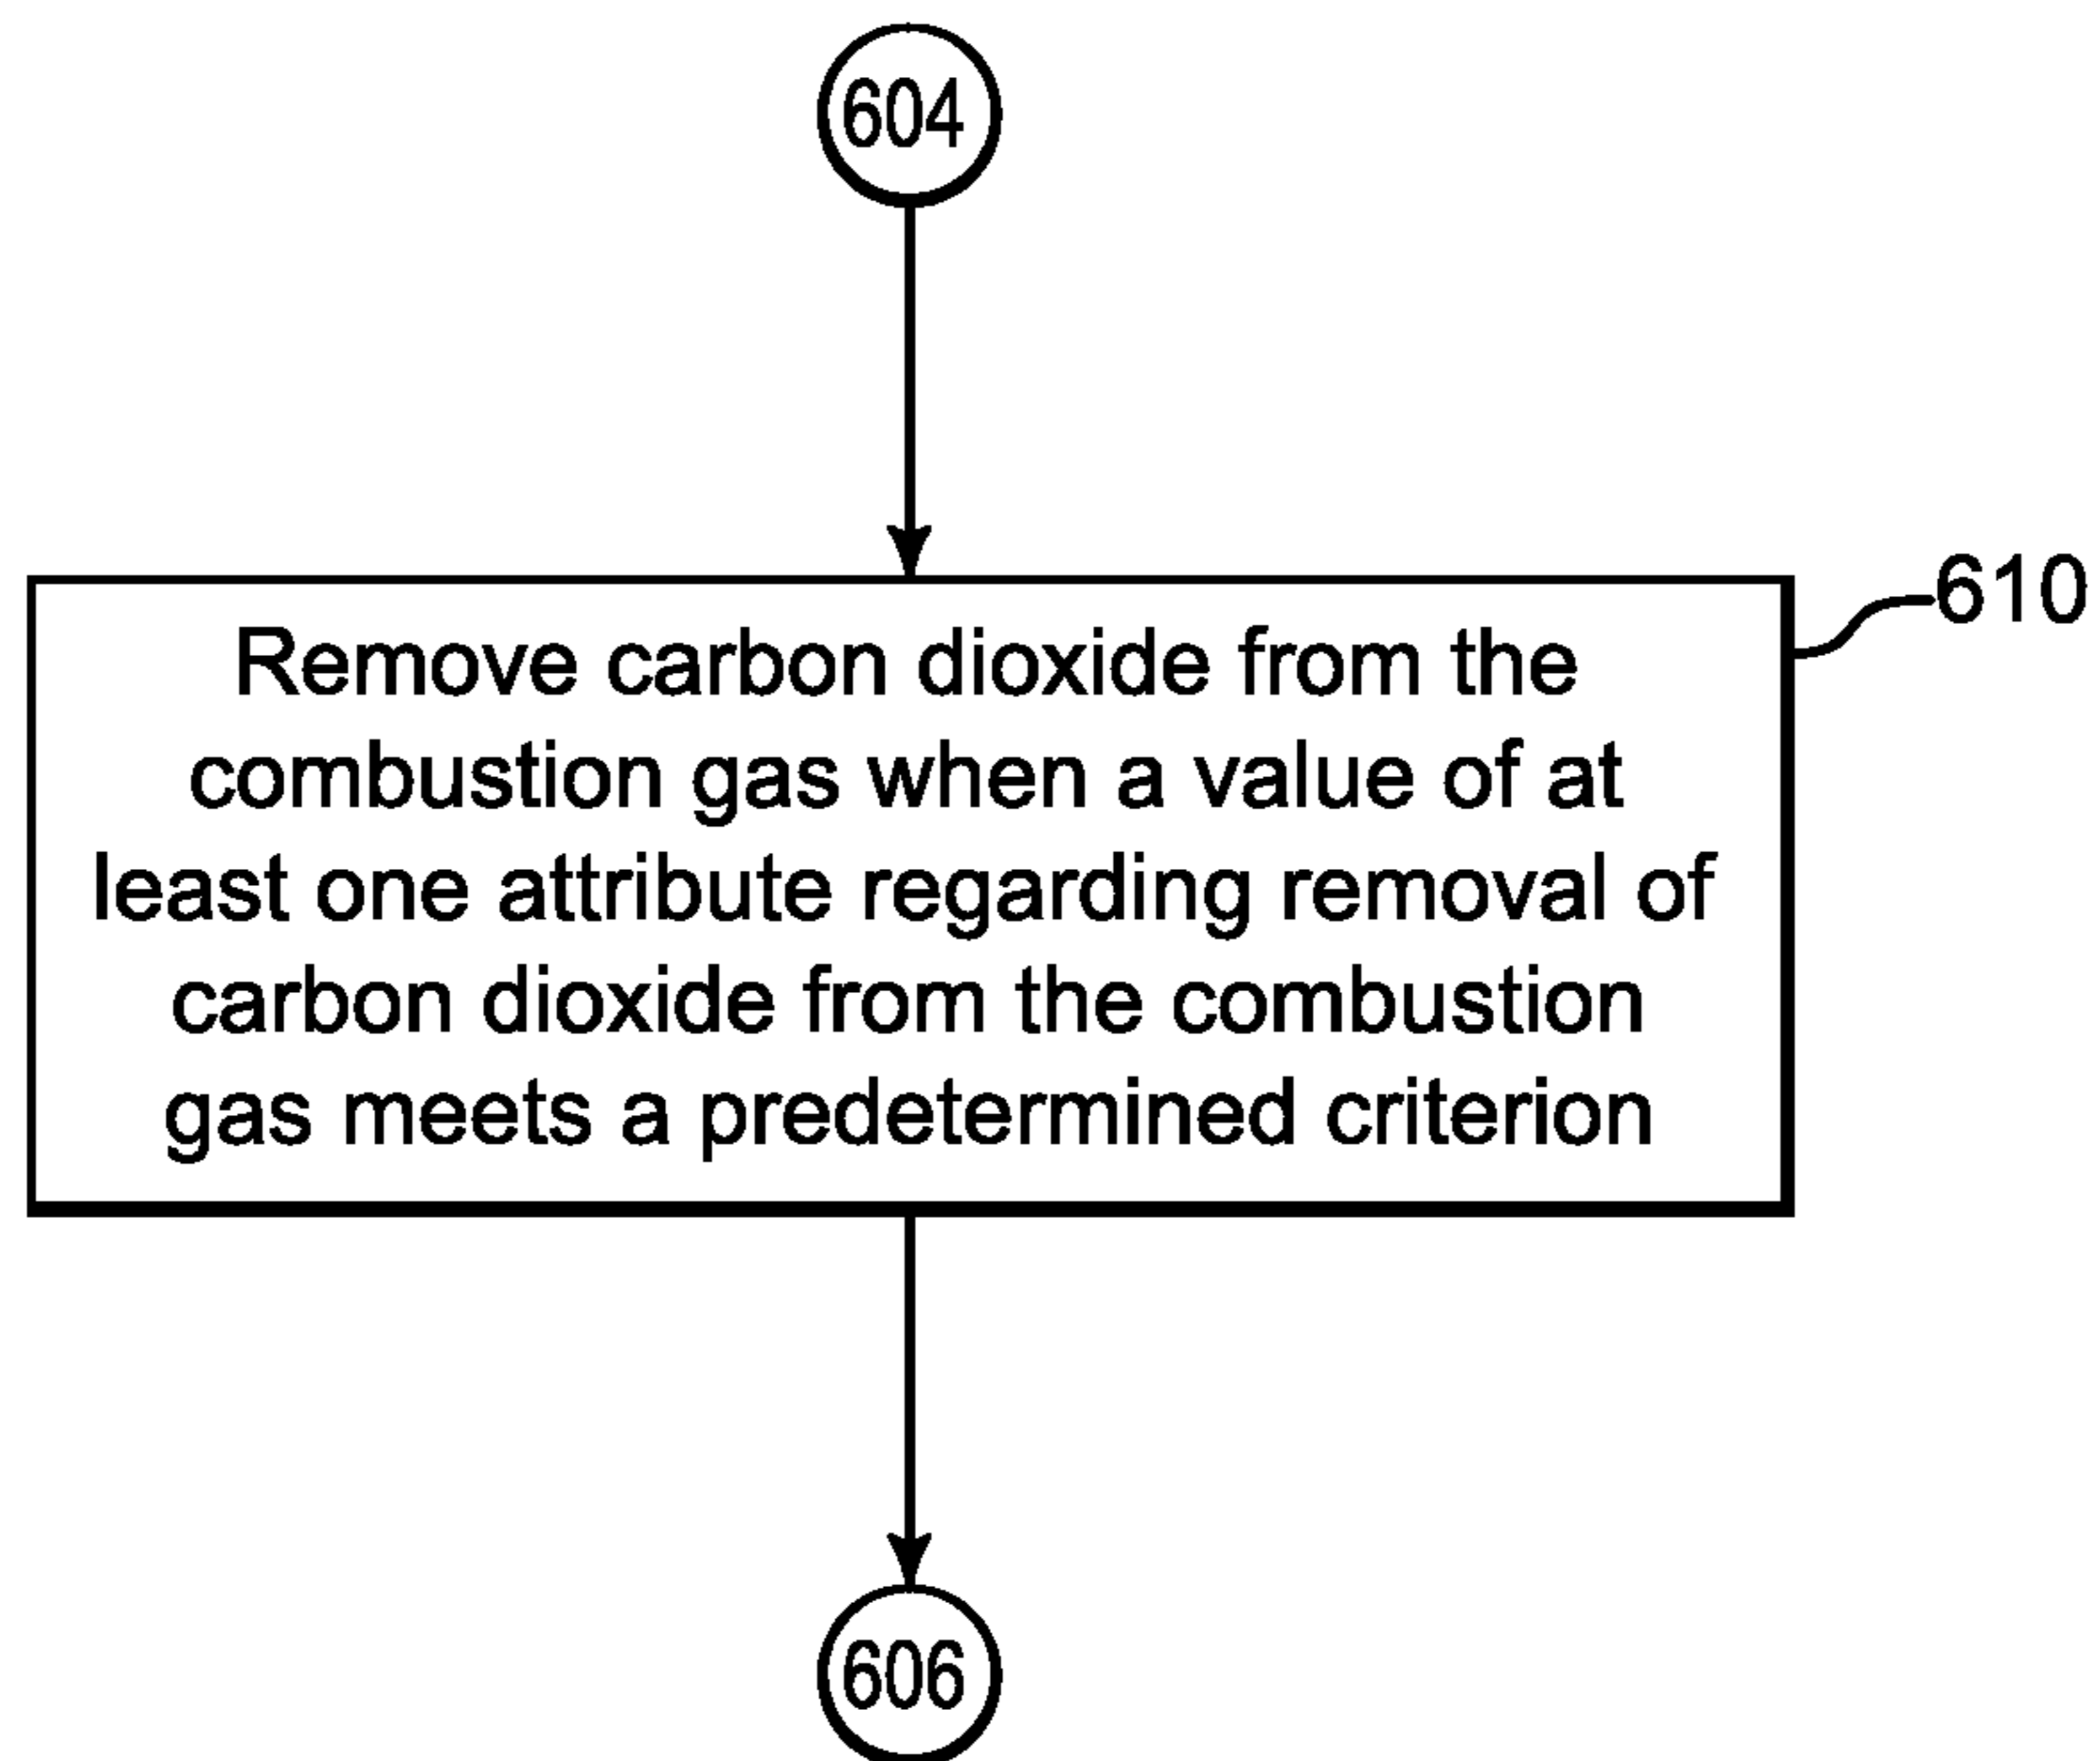 604
610
Remove carbon dioxide from the
combustion gas when a value of at
least one attribute regarding removal of
carbon dioxide from the combustion
gas meets a predetermined criterion
606